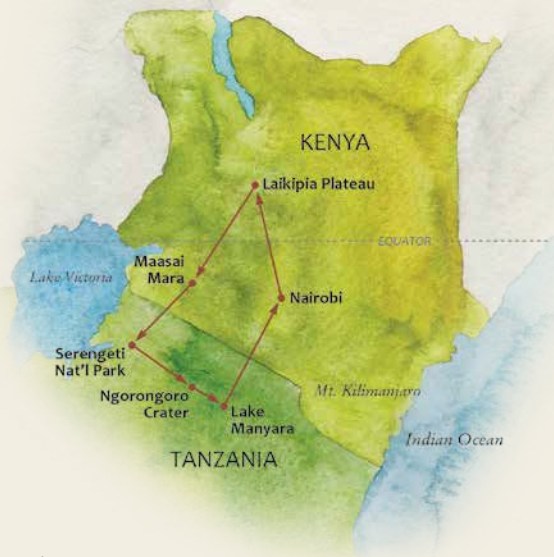 KENYA
Laikipia Plateau
EQUATOR
Maasai
Mara
Lake Victoria
Nairobi
Serengeti
Nat'l Park
Ngorongoro
Crater
Lake
Manyara
Mt. Kilimanjaro
Indian Ocean
TANZANIA